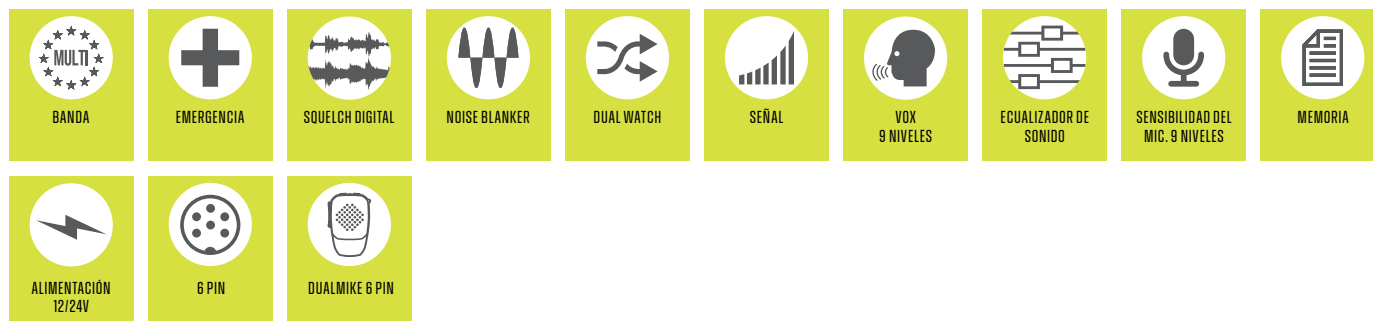 MULTI
BANDA
EMERGENCIA
SQUELCH DIGITAL
NOISE BLANKER
DUAL WATCH
SEÑAL
VOX
9 NIVELES
ECUALIZADOR DE
SONIDO
SENSIBILIDAD DEL
MIC. 9 NIVELES
MEMORIA
ALIMENTACIÓN
12/24V
6 PIN
DUALMIKE 6 PIN